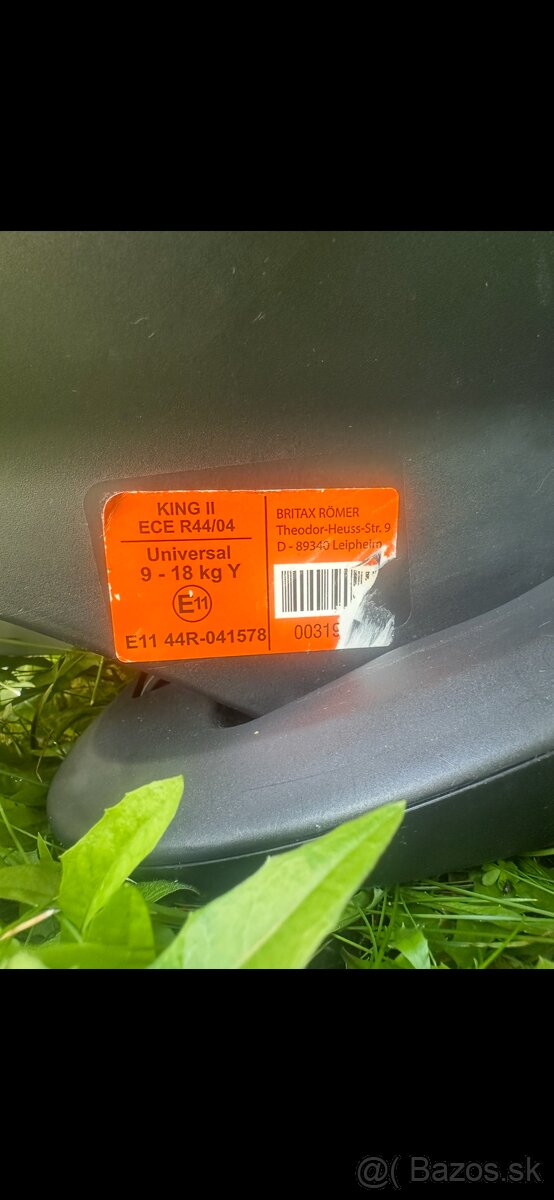 KING II
ECE R44/04
Universal
9 - 18 kg Y
E11
E11 44R-041578
BRITAX RÖMER
Theodor-Heuss-Str. 9
D - 89340 Leipheim
00319
@( Bazos.sk